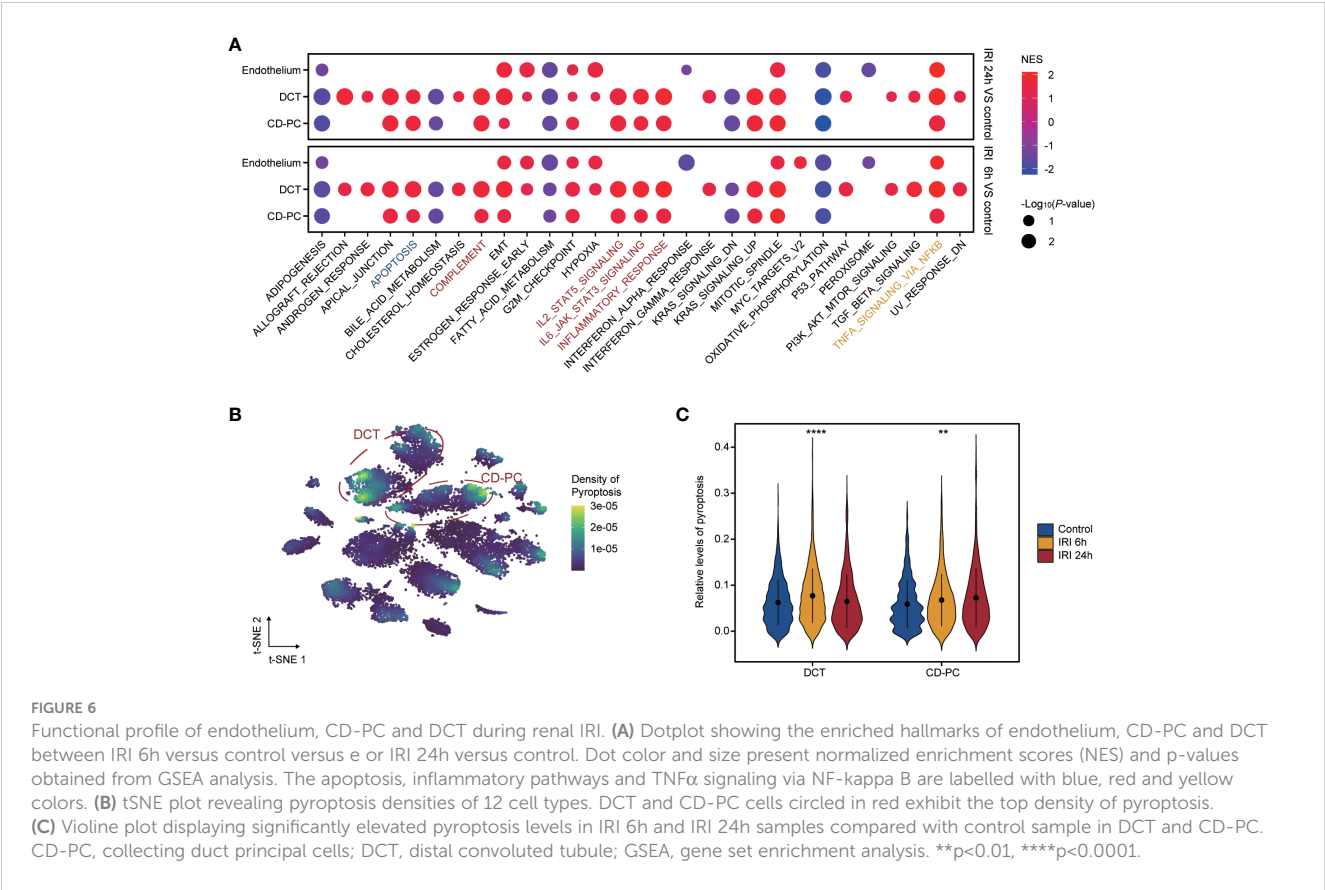 A
Endothelium
DCT
CD-PC
IRI 24h VS control
Endothelium
DCT
CD-PC
IRI 6h VS control
NES
2
1
0
-1
-2
-Log10(P-value)
1
2
ADIPOGENESIS
ALLOGRAFT_REJECTION
ANDROGEN_RESPONSE
APICAL_JUNCTION
APOPTOSIS
BILE_ACID_METABOLISM
CHOLESTEROL_HOMEOSTASIS
COMPLEMENT
EMT
ESTROGEN_RESPONSE_EARLY
FATTY_ACID_METABOLISM
G2M_CHECKPOINT
HYPOXIA
IL2_STAT5_SIGNALING
IL6_JAK_STAT3_SIGNALING
INFLAMMATORY_RESPONSE
INTERFERON_ALPHA_RESPONSE
INTERFERON_GAMMA_RESPONSE
KRAS_SIGNALING_DN
KRAS_SIGNALING_UP
MITOTIC_SPINDLE
MYC_TARGETS_V2
OXIDATIVE_PHOSPHORYLATION
P53_PATHWAY
PEROXISOME
PI3K_AKT_MTOR_SIGNALING
TGF_BETA_SIGNALING
TNFA_SIGNALING_VIA_NFKB
UV_RESPONSE_DN
B
DCT
CD-PC
Density of
Pyroptosis
3e-05
2e-05
1e-05
t-SNE 2
t-SNE 1
C
Relative levels of pyroptosis
0.4
0.3
0.2
0.1
0.0
****
**
DCT
CD-PC
Control
IRI 6h
IRI 24h
FIGURE 6
Functional profile of endothelium, CD-PC and DCT during renal IRI. (A) Dotplot showing the enriched hallmarks of endothelium, CD-PC and DCT
between IRI 6h versus control versus e or IRI 24h versus control. Dot color and size present normalized enrichment scores (NES) and p-values
obtained from GSEA analysis. The apoptosis, inflammatory pathways and TNFα signaling via NF-kappa B are labelled with blue, red and yellow
colors. (B) tSNE plot revealing pyroptosis densities of 12 cell types. DCT and CD-PC cells circled in red exhibit the top density of pyroptosis.
(C) Violine plot displaying significantly elevated pyroptosis levels in IRI 6h and IRI 24h samples compared with control sample in DCT and CD-PC.
CD-PC, collecting duct principal cells; DCT, distal convoluted tubule; GSEA, gene set enrichment analysis. **p<0.01, ****p<0.0001.